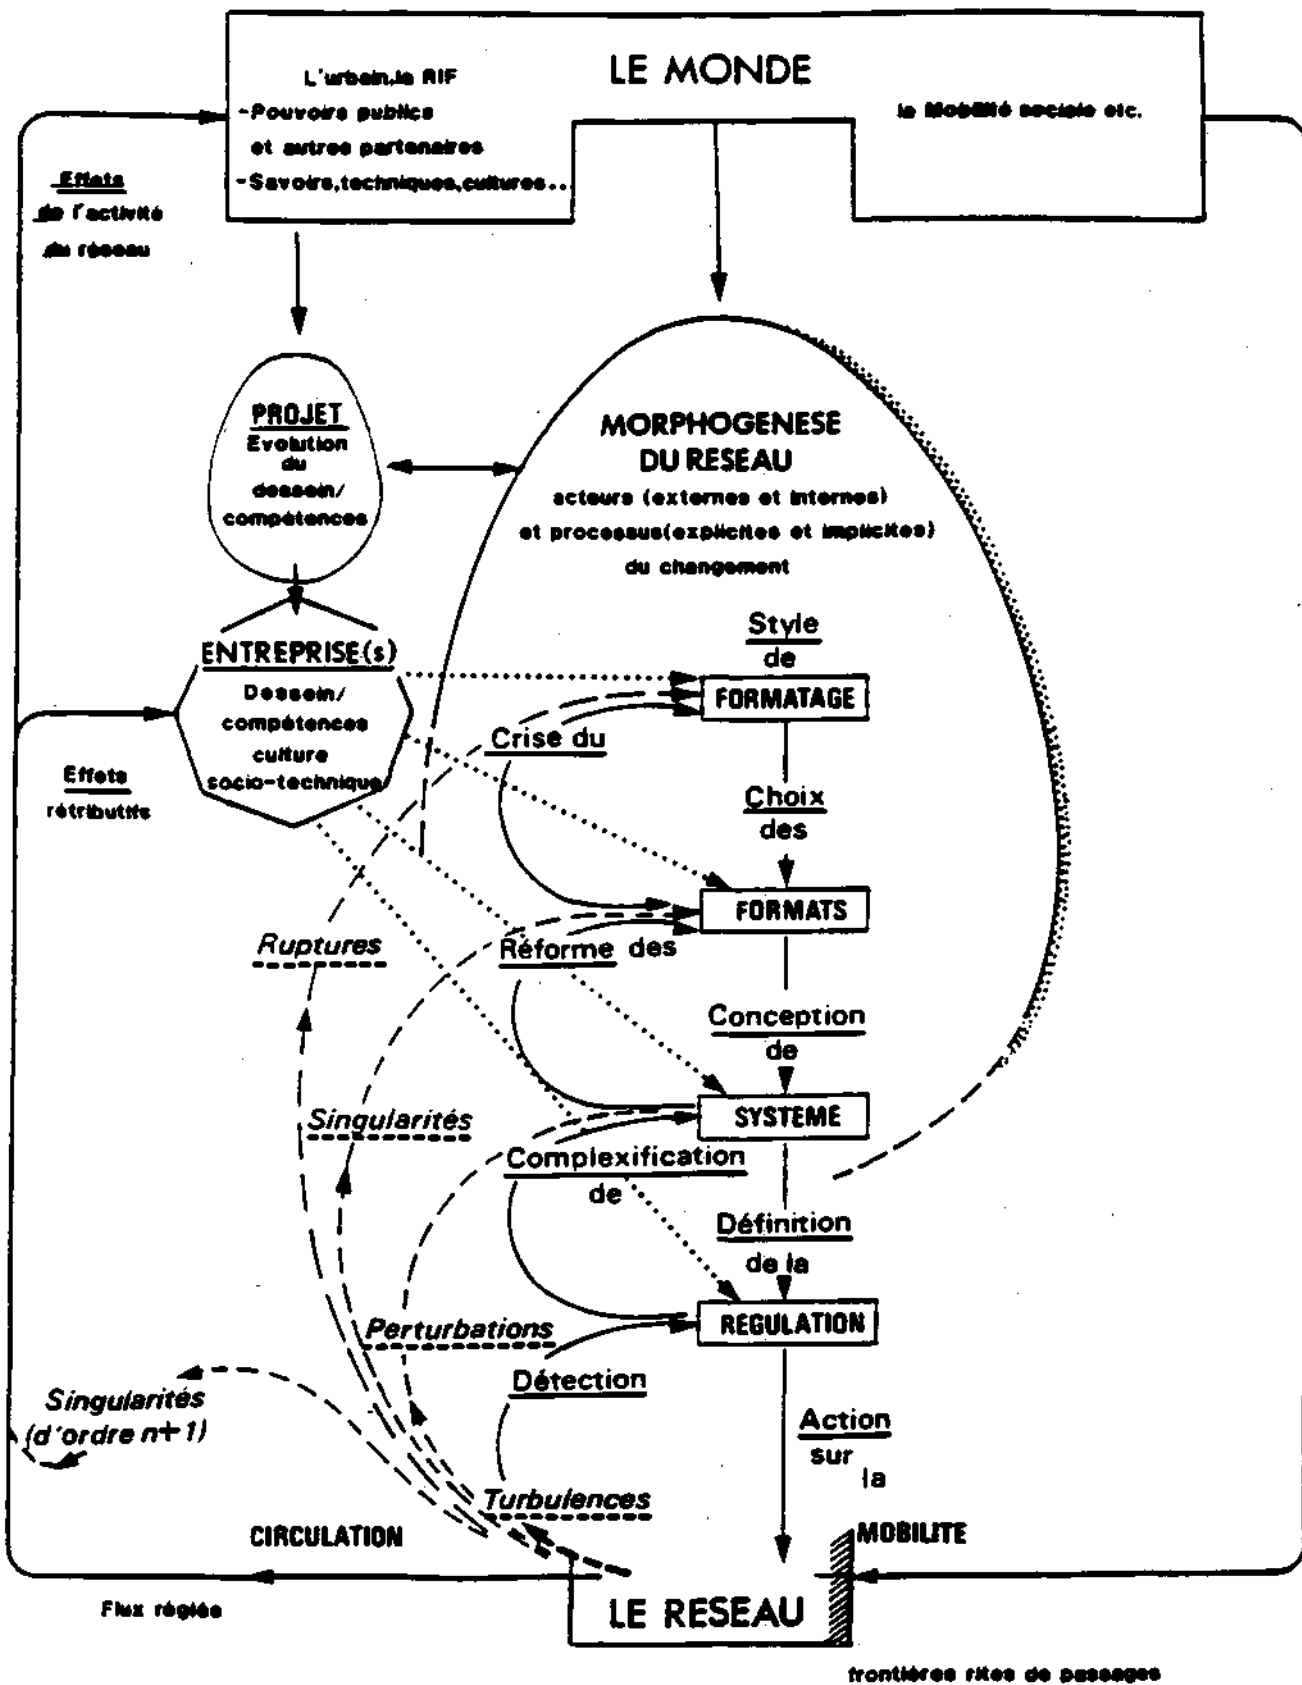 LE MONDE
L'urbain, la RIF
-Pouvoirs publics
et autres partenaires
-Savoirs, techniques, cultures...
la Mobilité sociale etc.
Effets
de l'activité
du réseau
PROJET
Evolution
du
dessein/
compétences
MORPHOGENESE
DU RESEAU
acteurs (externes et internes)
et processus(explicites et implicites)
du changement
ENTREPRISE(s)
Dessein/
compétences
culture
socio-technique
Effets
rétributifs
Style
de
FORMATAGE
Crise du
Choix
des
FORMATS
Ruptures
Réforme des
Conception
de
SYSTEME
Singularités
Complexification
de
Définition
de la
REGULATION
Perturbations
Détection
Singularités
(d'ordre n+1)
Action
sur
la
Turbulences
CIRCULATION
MOBILITE
Flux réglés
LE RESEAU
frontières rites de passages